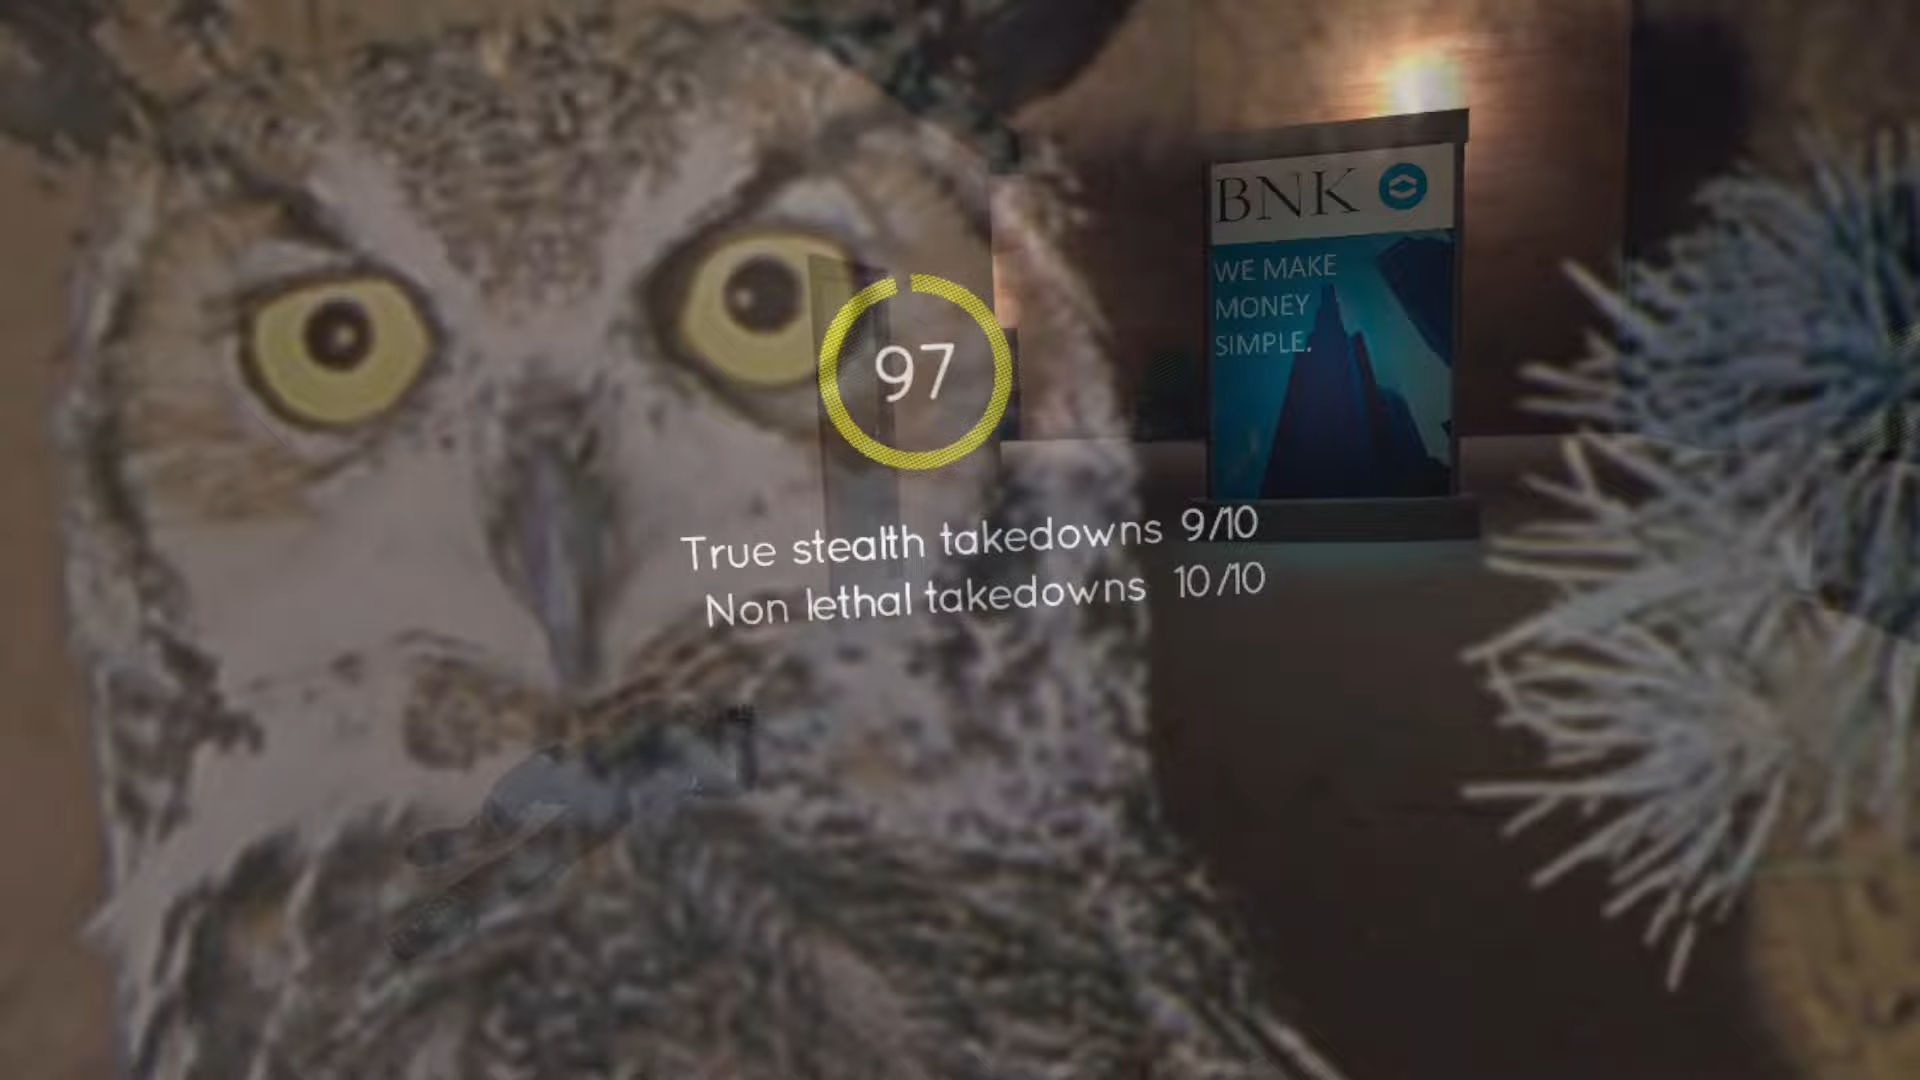 BNK
WE MAKE
MONEY
SIMPLE.
97
True stealth takedowns 9/10
Non lethal takedowns 10/10